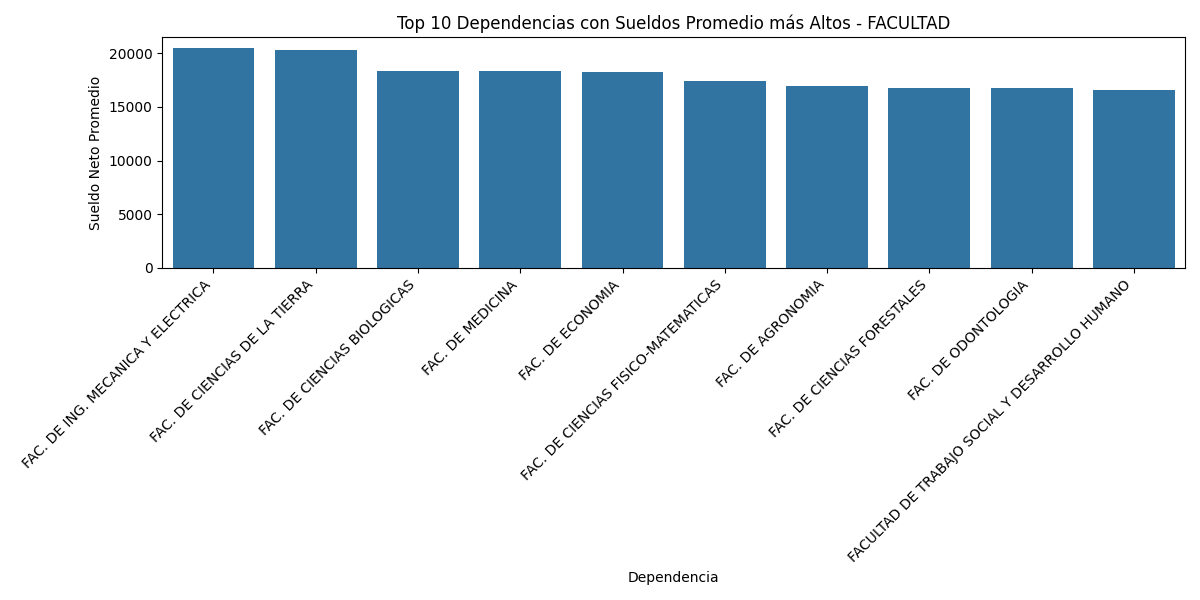 Top 10 Dependencias con Sueldos Promedio más Altos - FACULTAD
Sueldo Neto Promedio
20000
15000
10000
5000
0
FAC. DE ING. MECANICA Y ELECTRICA
FAC. DE CIENCIAS DE LA TIERRA
FAC. DE CIENCIAS BIOLOGICAS
FAC. DE MEDICINA
FAC. DE ECONOMIA
FAC. DE CIENCIAS FISICO-MATEMATICAS
FAC. DE AGRONOMIA
FAC. DE CIENCIAS FORESTALES
FAC. DE ODONTOLOGIA
FACULTAD DE TRABAJO SOCIAL Y DESARROLLO HUMANO
Dependencia